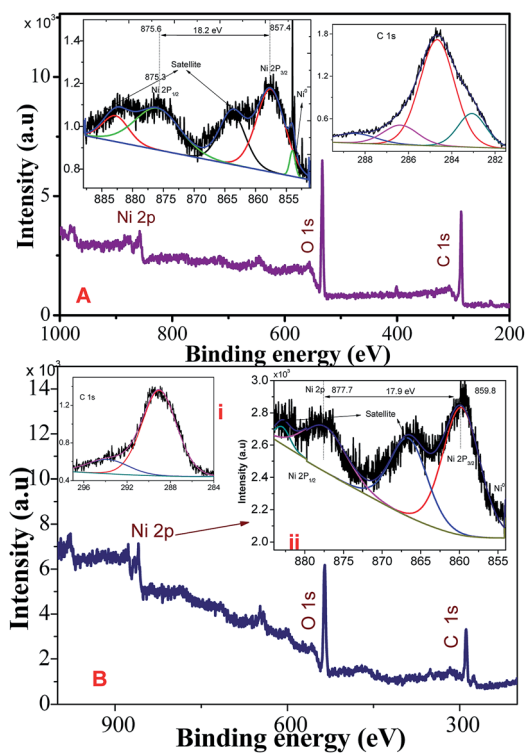 A
× 10³
Intensity (a.u)
10
5
0
1000 800 600 400 200
Binding energy (eV)
Ni 2p
O 1s
C 1s
875.6 18.2 eV 857.4
875.3 Satellite
Ni 2P1/2
Ni 2P3/2
Ni⁰
1.4
1.2
1.0
0.8
885 880 875 870 865 860 855
C 1s
1.8
1.2
0.6
0.0
288 286 284 282
B
× 10³
Intensity (a.u)
14
12
10
8
6
4
2
0
900 600 300
Binding energy (eV)
Ni 2p
O 1s
C 1s
i
C 1s
1.2
0.8
0.4
296 292 288 284
ii
×10³
Intensity (a.u)
3.0
2.8
2.6
2.4
2.2
2.0
880 875 870 865 860
Ni 2p 877.7 17.9 eV 859.8
Satellite
Ni 2P1/2
Ni 2P3/2
Ni⁰